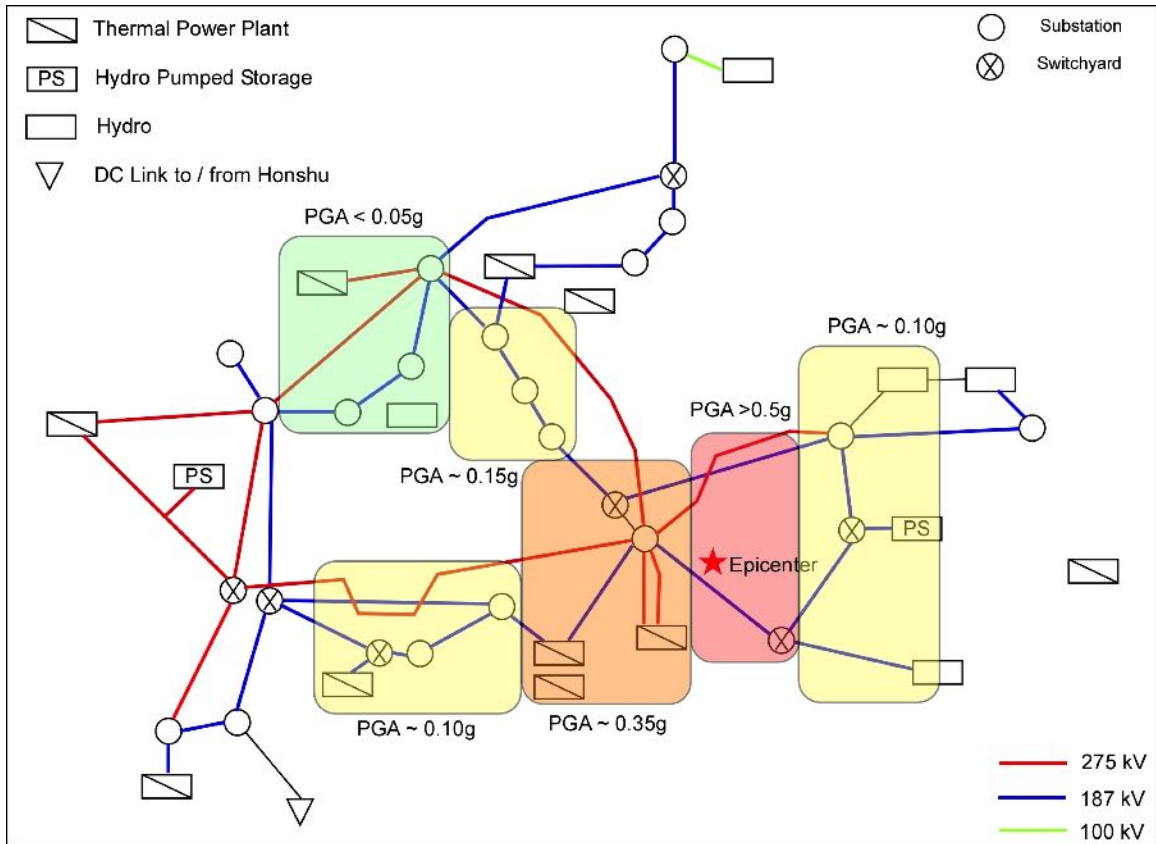 Thermal Power Plant
PS Hydro Pumped Storage
Hydro
DC Link to / from Honshu
Substation
Switchyard
PGA < 0.05g
PGA ~ 0.10g
PGA >0.5g
PGA ~ 0.15g
PS
PS
Epicenter
PGA ~ 0.10g
PGA ~ 0.35g
275 kV
187 kV
100 kV